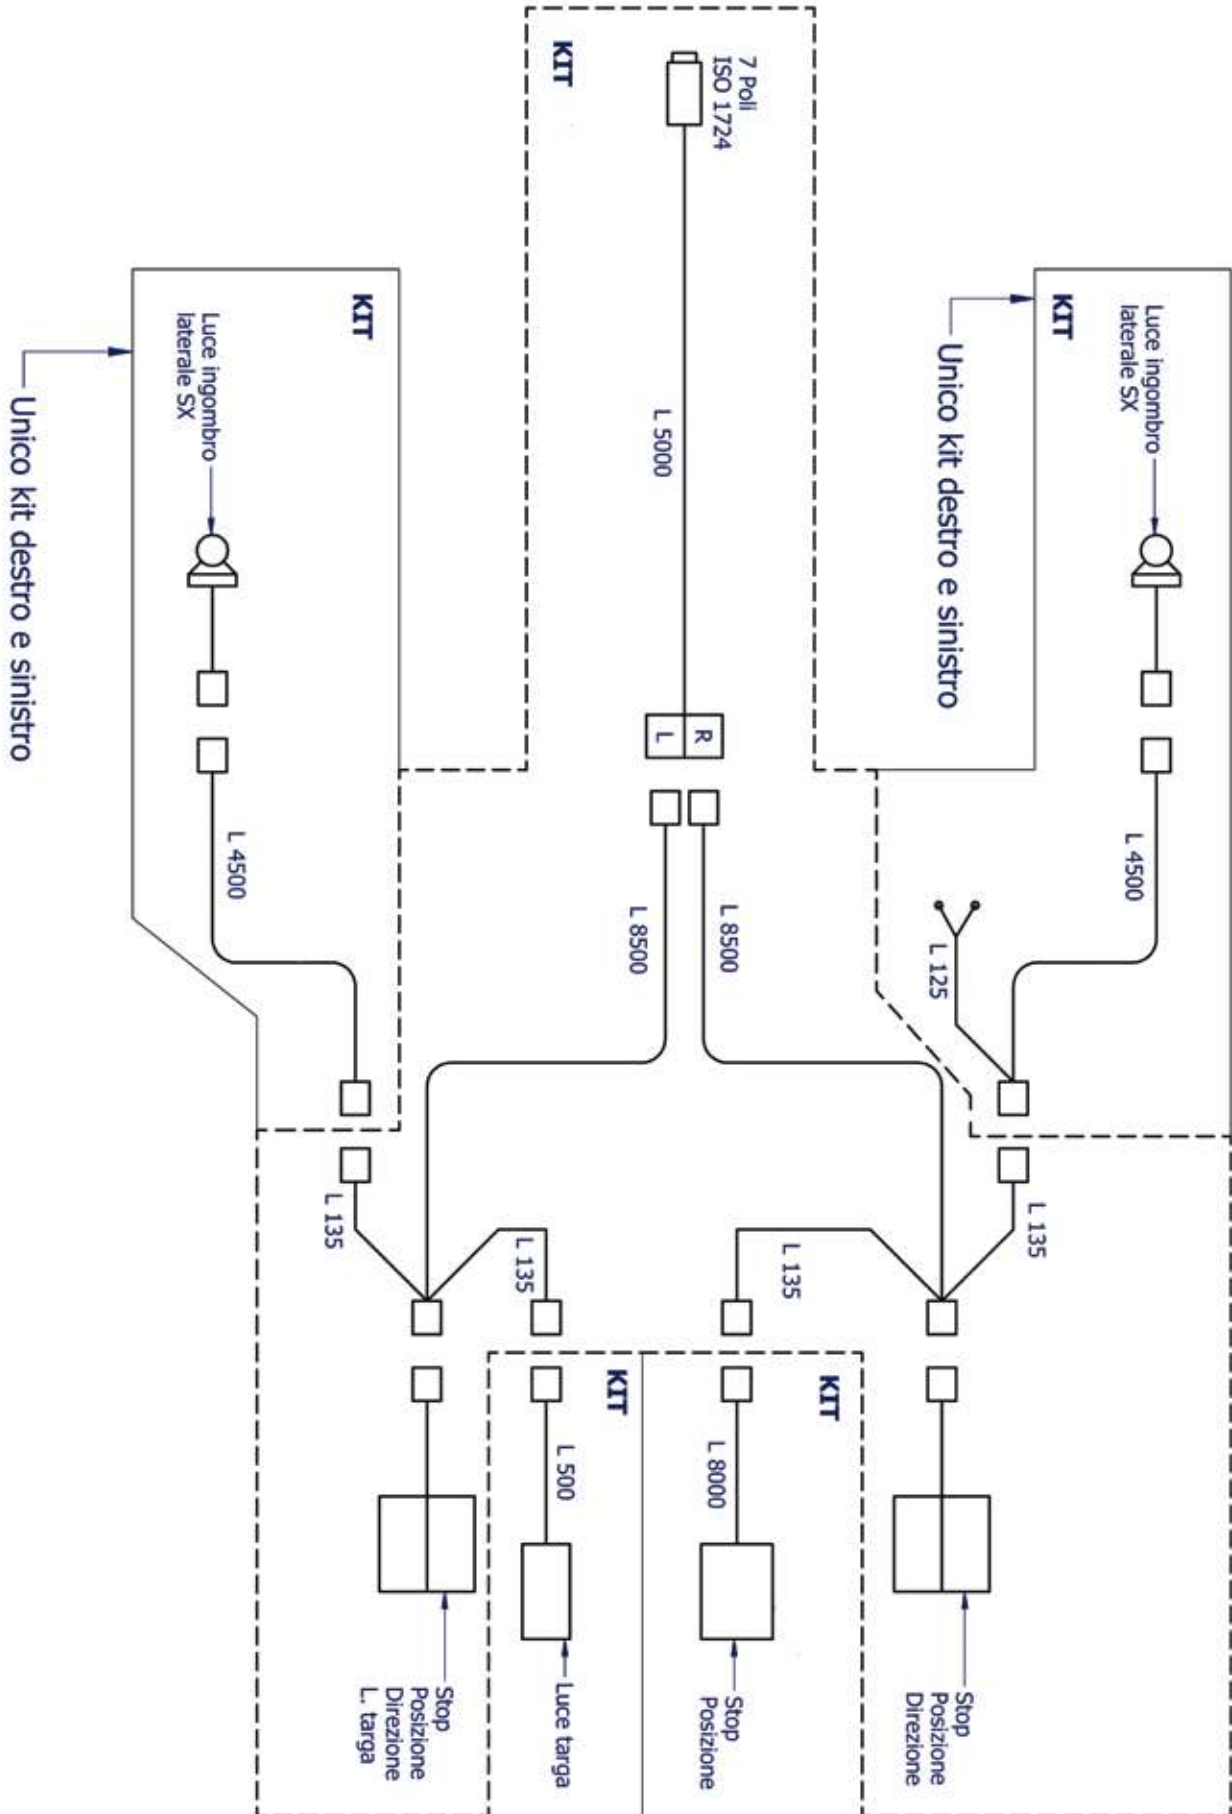 KIT
Luce ingombro
laterale SX
L 4500
L 125
L 135
Unico kit destro e sinistro
Stop
Posizione
Direzione
KIT
7 Poli
ISO 1724
L 5000
R
L
L 8500
L 8500
L 135
KIT
L 8000
Stop
Posizione
KIT
L 135
L 500
Luce targa
KIT
Luce ingombro
laterale SX
L 4500
L 135
Stop
Posizione
Direzione
L. targa
Unico kit destro e sinistro